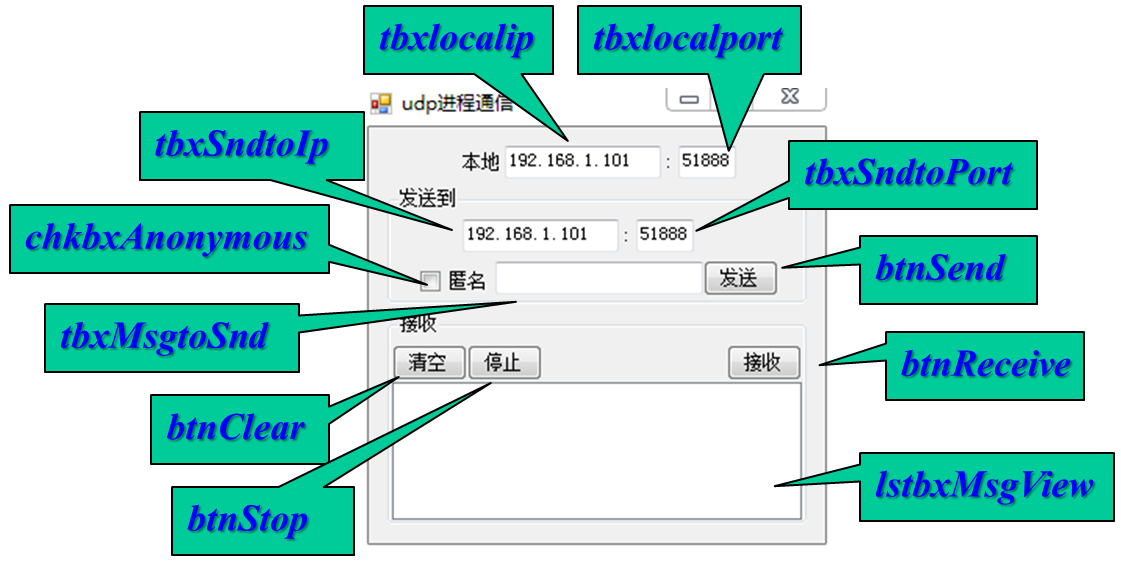 tbxlocalip
tbxlocalport
udp进程通信
tbxSndtoIp
本地 192.168.1.101 : 51888
tbxSndtoPort
发送到
chkbxAnonymous
192.168.1.101 : 51888
btnSend
匿名
发送
tbxMsgtoSnd
接收
清空 停止 接收
btnReceive
btnClear
lstbxMsgView
btnStop